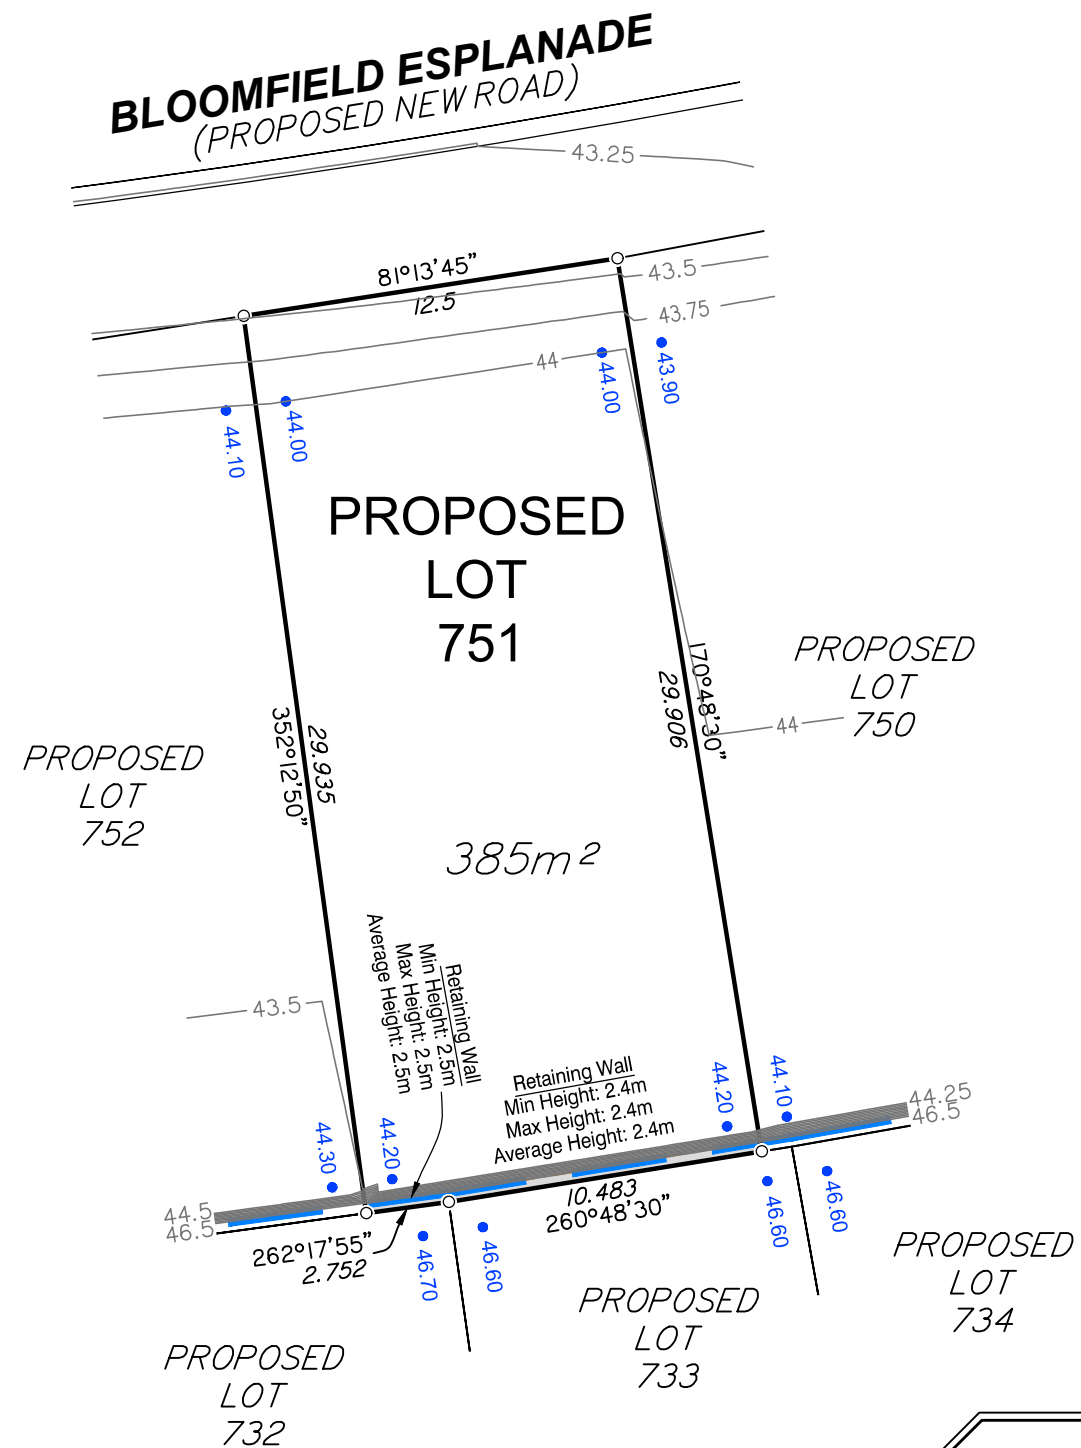 BLOOMFIELD ESPLANADE
(PROPOSED NEW ROAD)
43.25
81°13'45"
12.5
43.5
43.75
44
44.00
43.90
44.10
44.00
PROPOSED
LOT
751
PROPOSED
LOT
750
170°48'30"
29.906
44
29.935
352°12'50"
PROPOSED
LOT
752
385m²
Retaining Wall
Min Height: 2.5m
Max Height: 2.5m
Average Height: 2.5m
43.5
Retaining Wall
Min Height: 2.4m
Max Height: 2.4m
Average Height: 2.4m
44.20
44.10
44.25
46.5
44.30
44.20
44.5
46.5
10.483
260°48'30"
262°17'55"
2.752
46.70
46.60
46.60
46.60
PROPOSED
LOT
734
PROPOSED
LOT
733
PROPOSED
LOT
732